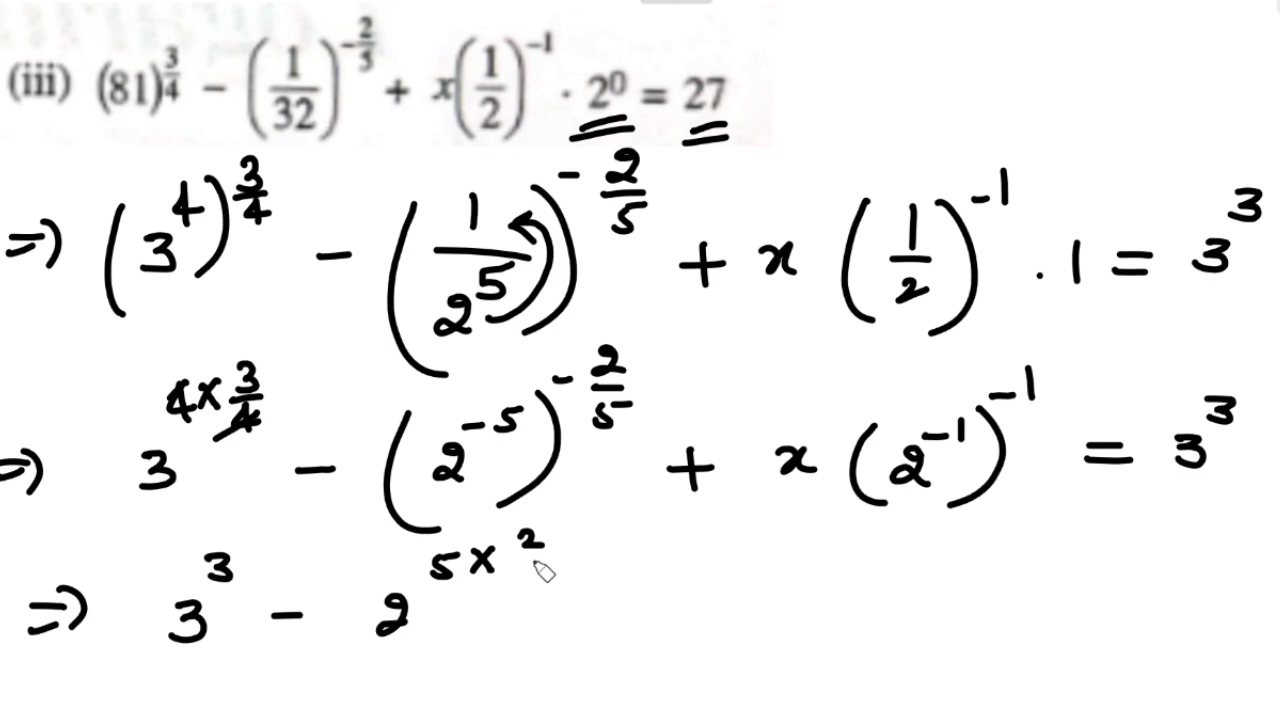 (iii) (81)^(3/4) − (1/32)^(−2/5) + x(1/2)^(−1) · 2^0 = 27
=> (3^4)^(3/4) − (1/2^5)^(−2/5) + x (1/2)^(−1) . 1 = 3^3
=> 3^(4×3/4) − (2^(−5))^(−2/5) + x (2^(−1))^(−1) = 3^3
=> 3^3 − 2^(5×2